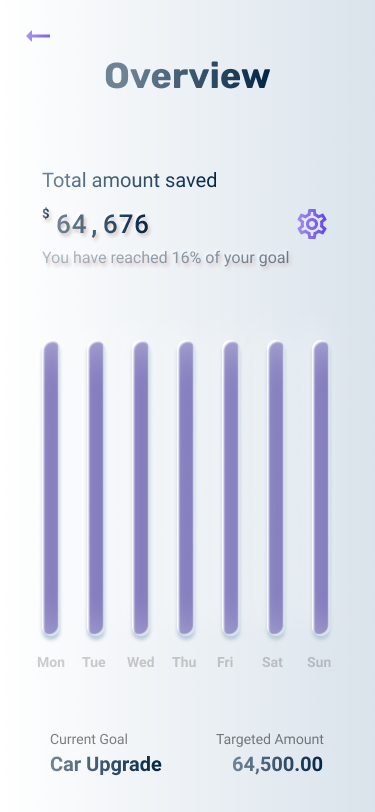 Overview
Total amount saved
$ 64,676
You have reached 16% of your goal
Mon Tue Wed Thu Fri Sat Sun
Current Goal Targeted Amount
Car Upgrade 64,500.00